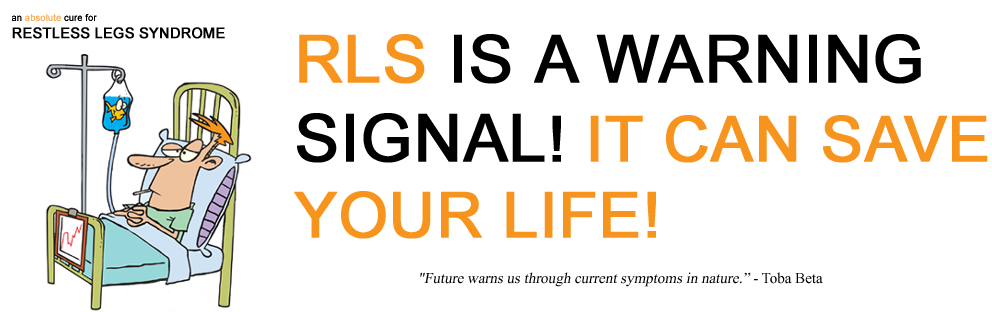 an absolute cure for
RESTLESS LEGS SYNDROME
RLS IS A WARNING
SIGNAL! IT CAN SAVE
YOUR LIFE!
"Future warns us through current symptoms in nature.” - Toba Beta